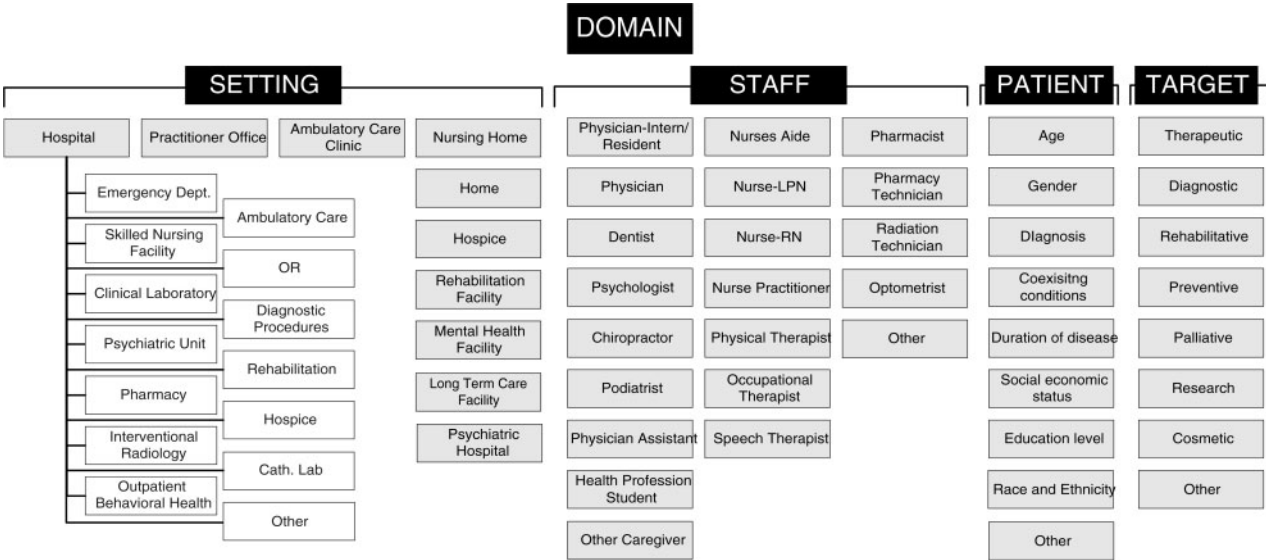 DOMAIN
SETTING
Hospital
Practitioner Office
Ambulatory Care
Clinic
Nursing Home
Emergency Dept.
Ambulatory Care
Skilled Nursing
Facility
OR
Clinical Laboratory
Diagnostic
Procedures
Psychiatric Unit
Rehabilitation
Pharmacy
Hospice
Interventional
Radiology
Cath. Lab
Outpatient
Behavioral Health
Other
Home
Hospice
Rehabilitation
Facility
Mental Health
Facility
Long Term Care
Facility
Psychiatric
Hospital
STAFF
Physician-Intern/
Resident
Physician
Dentist
Psychologist
Chiropractor
Podiatrist
Physician Assistant
Health Profession
Student
Other Caregiver
Nurses Aide
Nurse-LPN
Nurse-RN
Nurse Practitioner
Physical Therapist
Occupational
Therapist
Speech Therapist
Pharmacist
Pharmacy
Technician
Radiation
Technician
Optometrist
Other
PATIENT
Age
Gender
DIagnosis
Coexisitng
conditions
Duration of disease
Social economic
status
Education level
Race and Ethnicity
Other
TARGET
Therapeutic
Diagnostic
Rehabilitative
Preventive
Palliative
Research
Cosmetic
Other